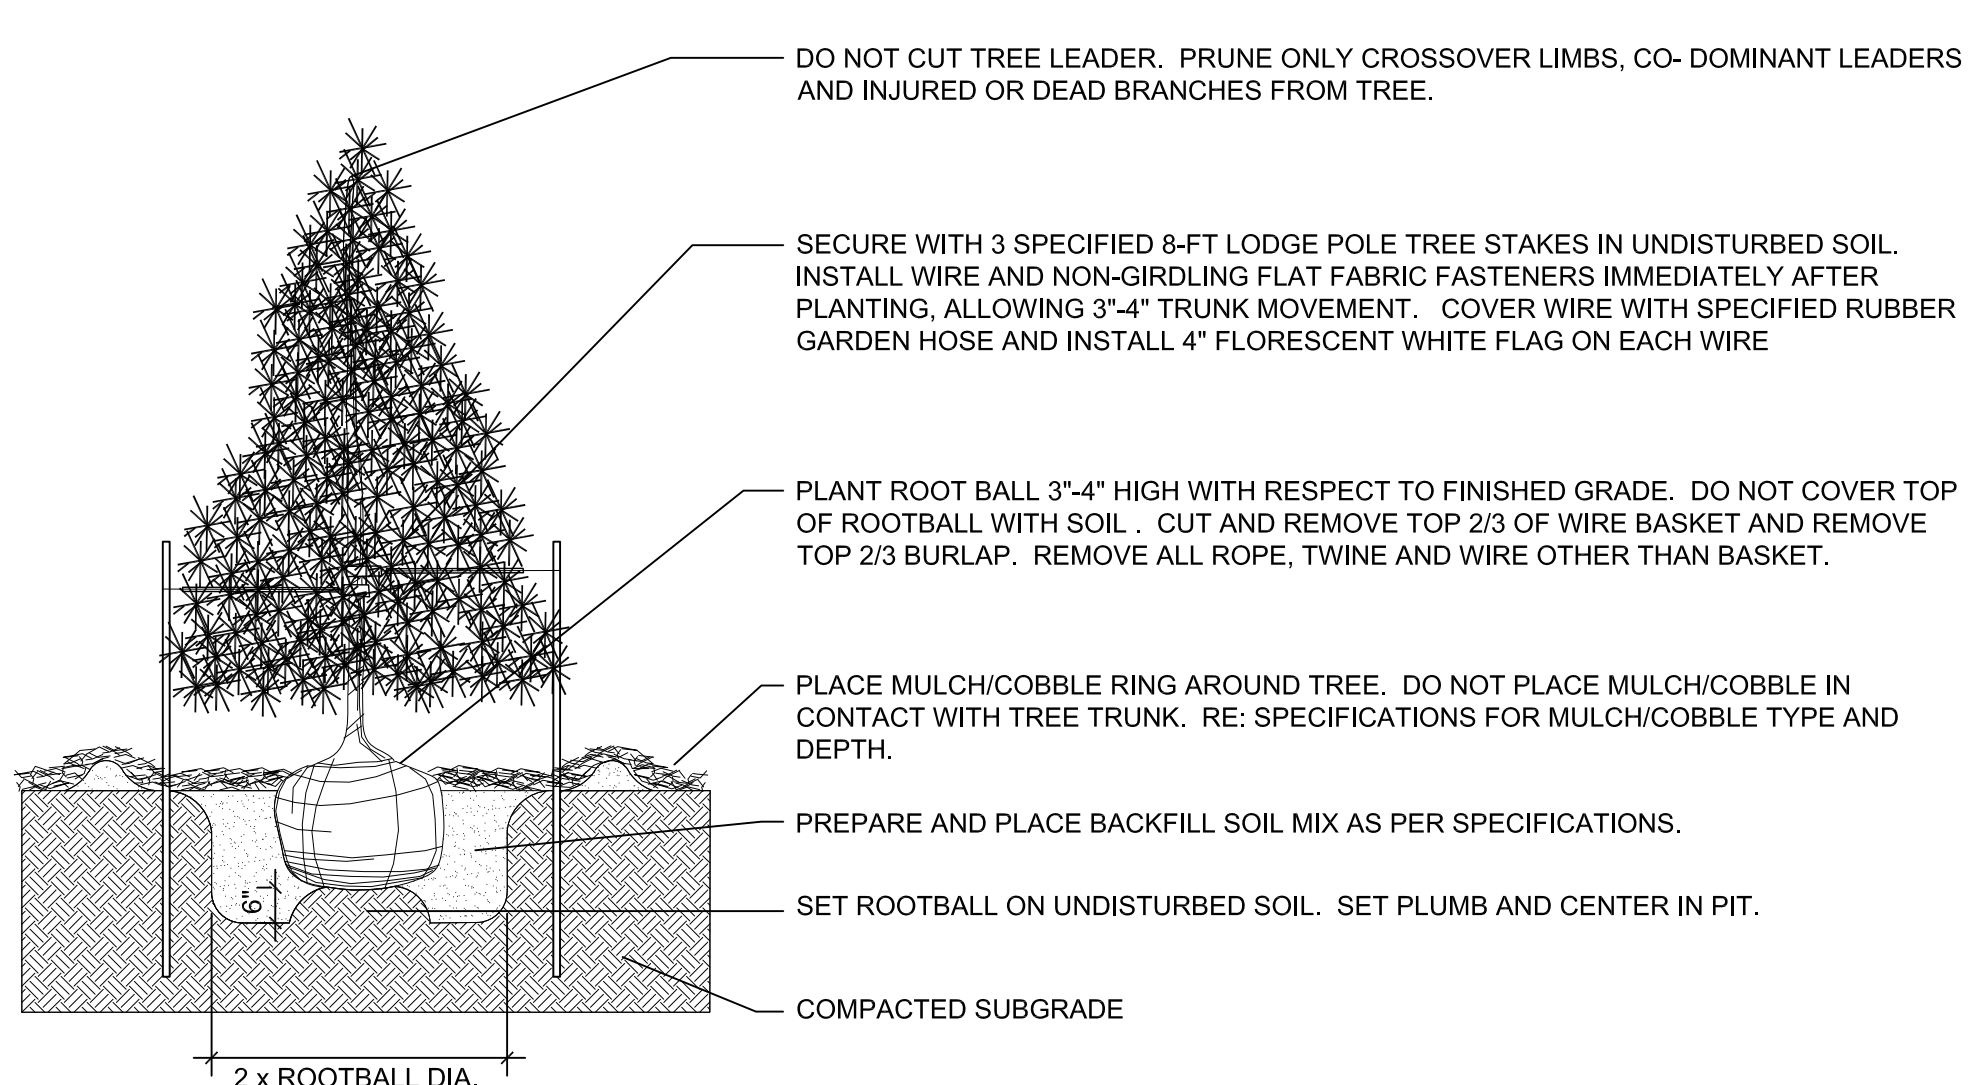 DO NOT CUT TREE LEADER. PRUNE ONLY CROSSOVER LIMBS, CO- DOMINANT LEADERS
AND INJURED OR DEAD BRANCHES FROM TREE.
SECURE WITH 3 SPECIFIED 8-FT LODGE POLE TREE STAKES IN UNDISTURBED SOIL.
INSTALL WIRE AND NON-GIRDLING FLAT FABRIC FASTENERS IMMEDIATELY AFTER
PLANTING, ALLOWING 3"-4" TRUNK MOVEMENT. COVER WIRE WITH SPECIFIED RUBBER
GARDEN HOSE AND INSTALL 4" FLORESCENT WHITE FLAG ON EACH WIRE
PLANT ROOT BALL 3"-4" HIGH WITH RESPECT TO FINISHED GRADE. DO NOT COVER TOP
OF ROOTBALL WITH SOIL . CUT AND REMOVE TOP 2/3 OF WIRE BASKET AND REMOVE
TOP 2/3 BURLAP. REMOVE ALL ROPE, TWINE AND WIRE OTHER THAN BASKET.
PLACE MULCH/COBBLE RING AROUND TREE. DO NOT PLACE MULCH/COBBLE IN
CONTACT WITH TREE TRUNK. RE: SPECIFICATIONS FOR MULCH/COBBLE TYPE AND
DEPTH.
PREPARE AND PLACE BACKFILL SOIL MIX AS PER SPECIFICATIONS.
6"
SET ROOTBALL ON UNDISTURBED SOIL. SET PLUMB AND CENTER IN PIT.
COMPACTED SUBGRADE
2 x ROOTBALL DIA.